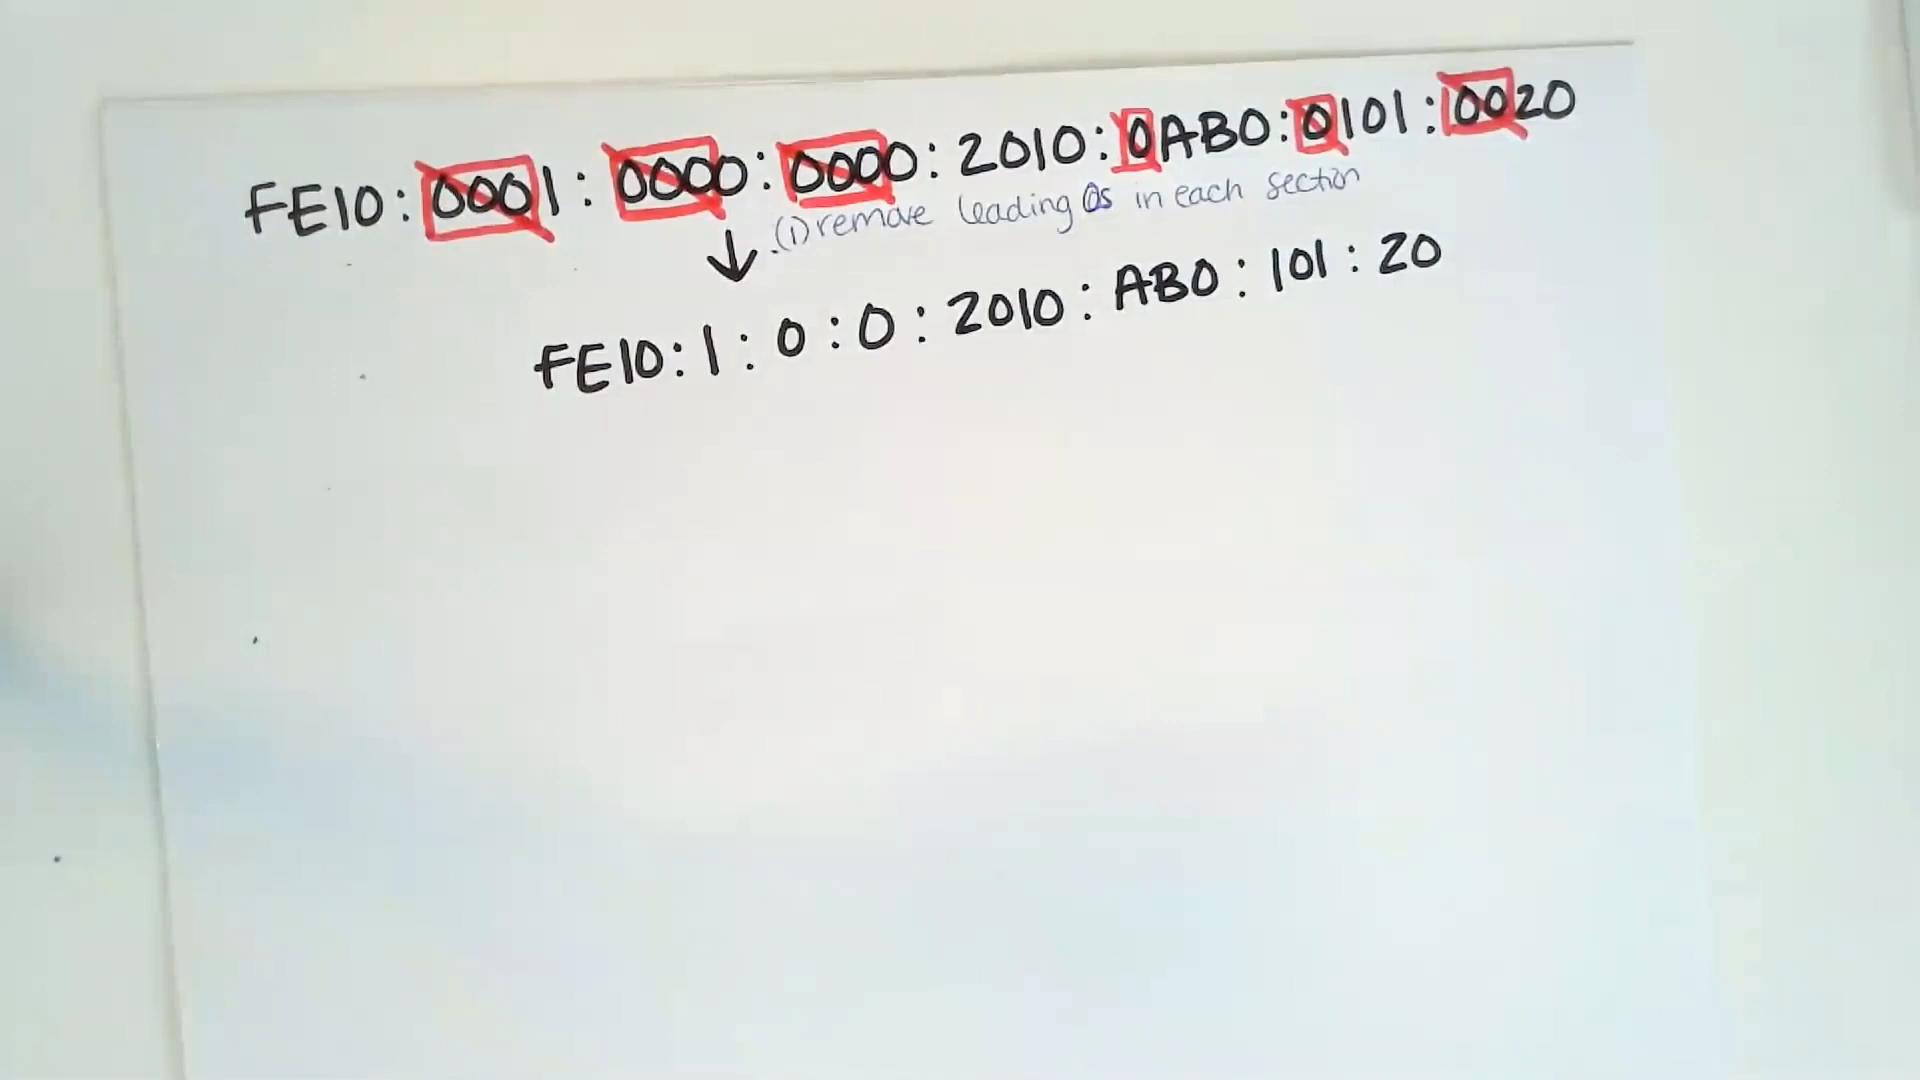 FE10:0001:0000:0000:2010:0AB0:0101:0020
(1) remove leading 0s in each section
FE10:1:0:0:2010:AB0:101:20